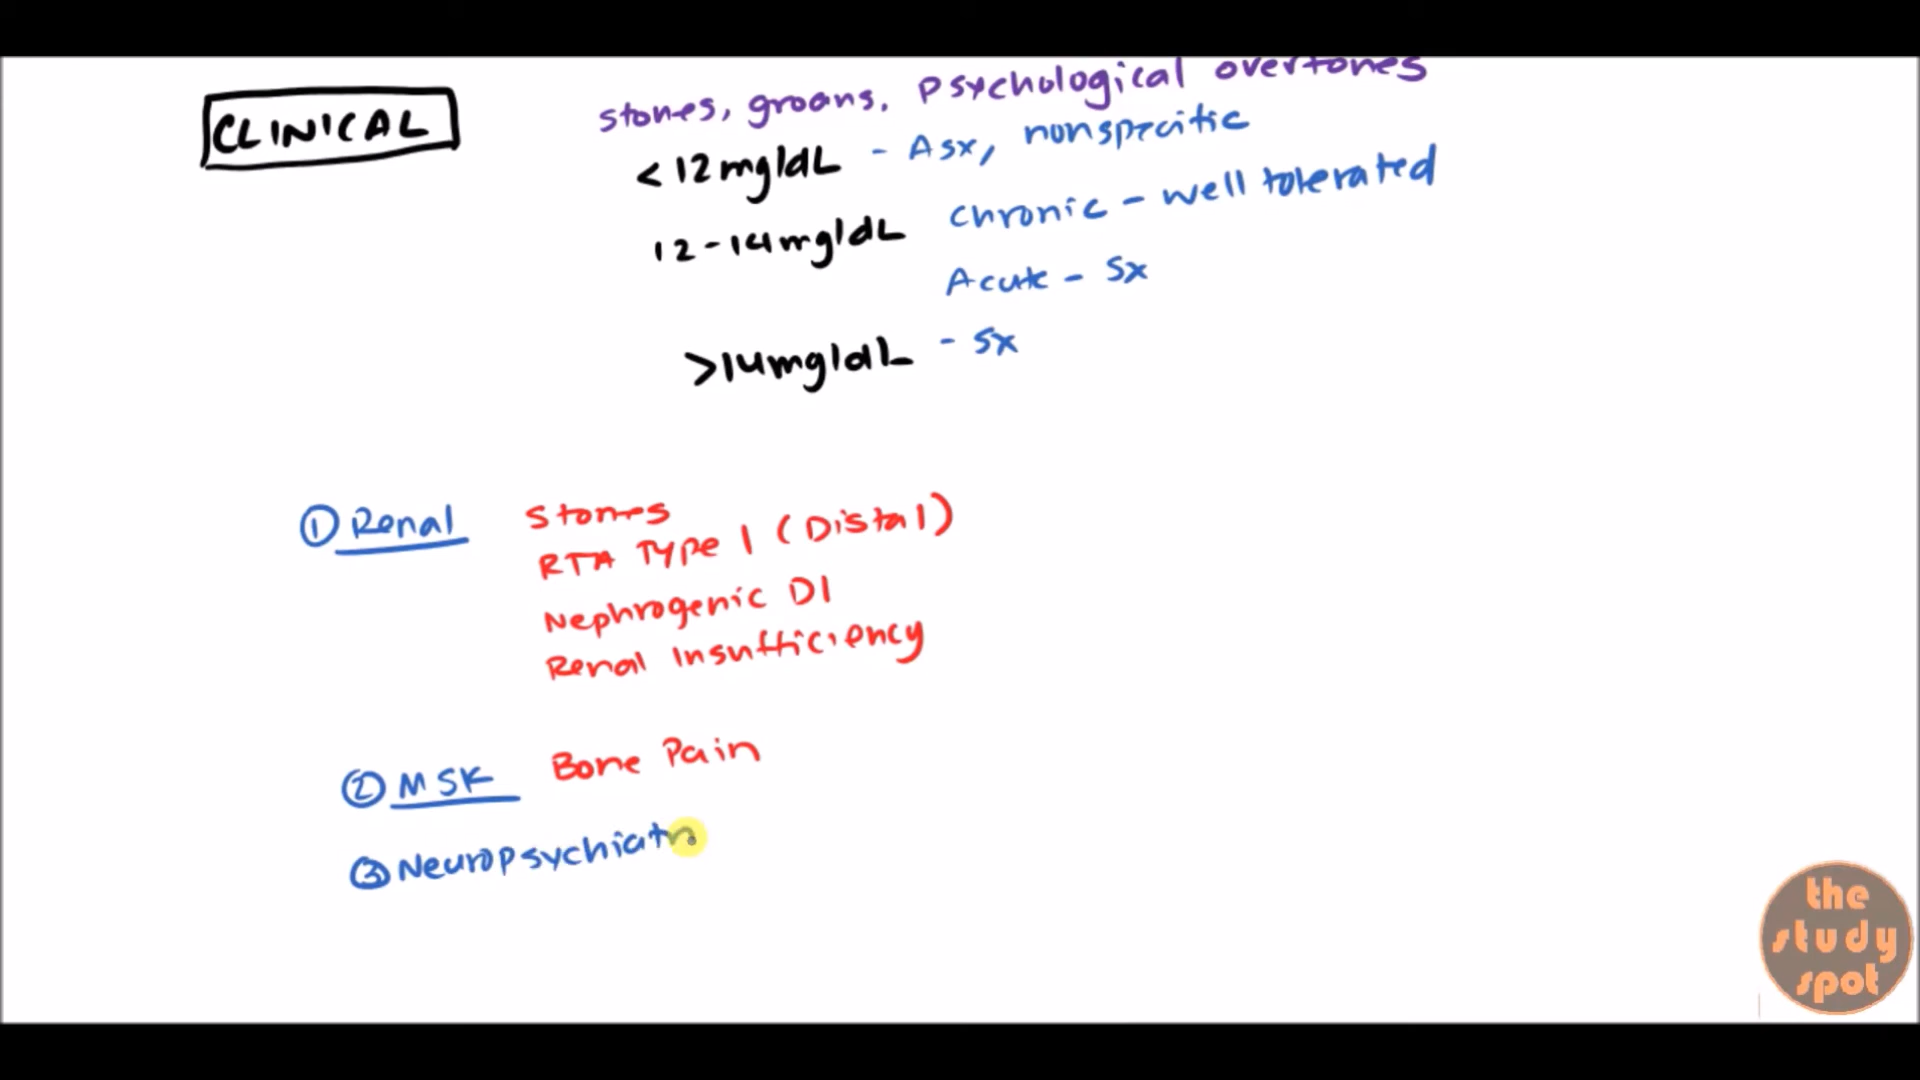 CLINICAL
stones, groans, psychological overtones
<12mg/dL - Asx, nonspecific
12-14mg/dL chronic - well tolerated
Acute - Sx
>14mg/dL - Sx
① Renal Stones
RTA Type 1 (Distal)
Nephrogenic DI
Renal Insufficiency
② MSK Bone Pain
③ Neuropsychiatr
the
study
spot